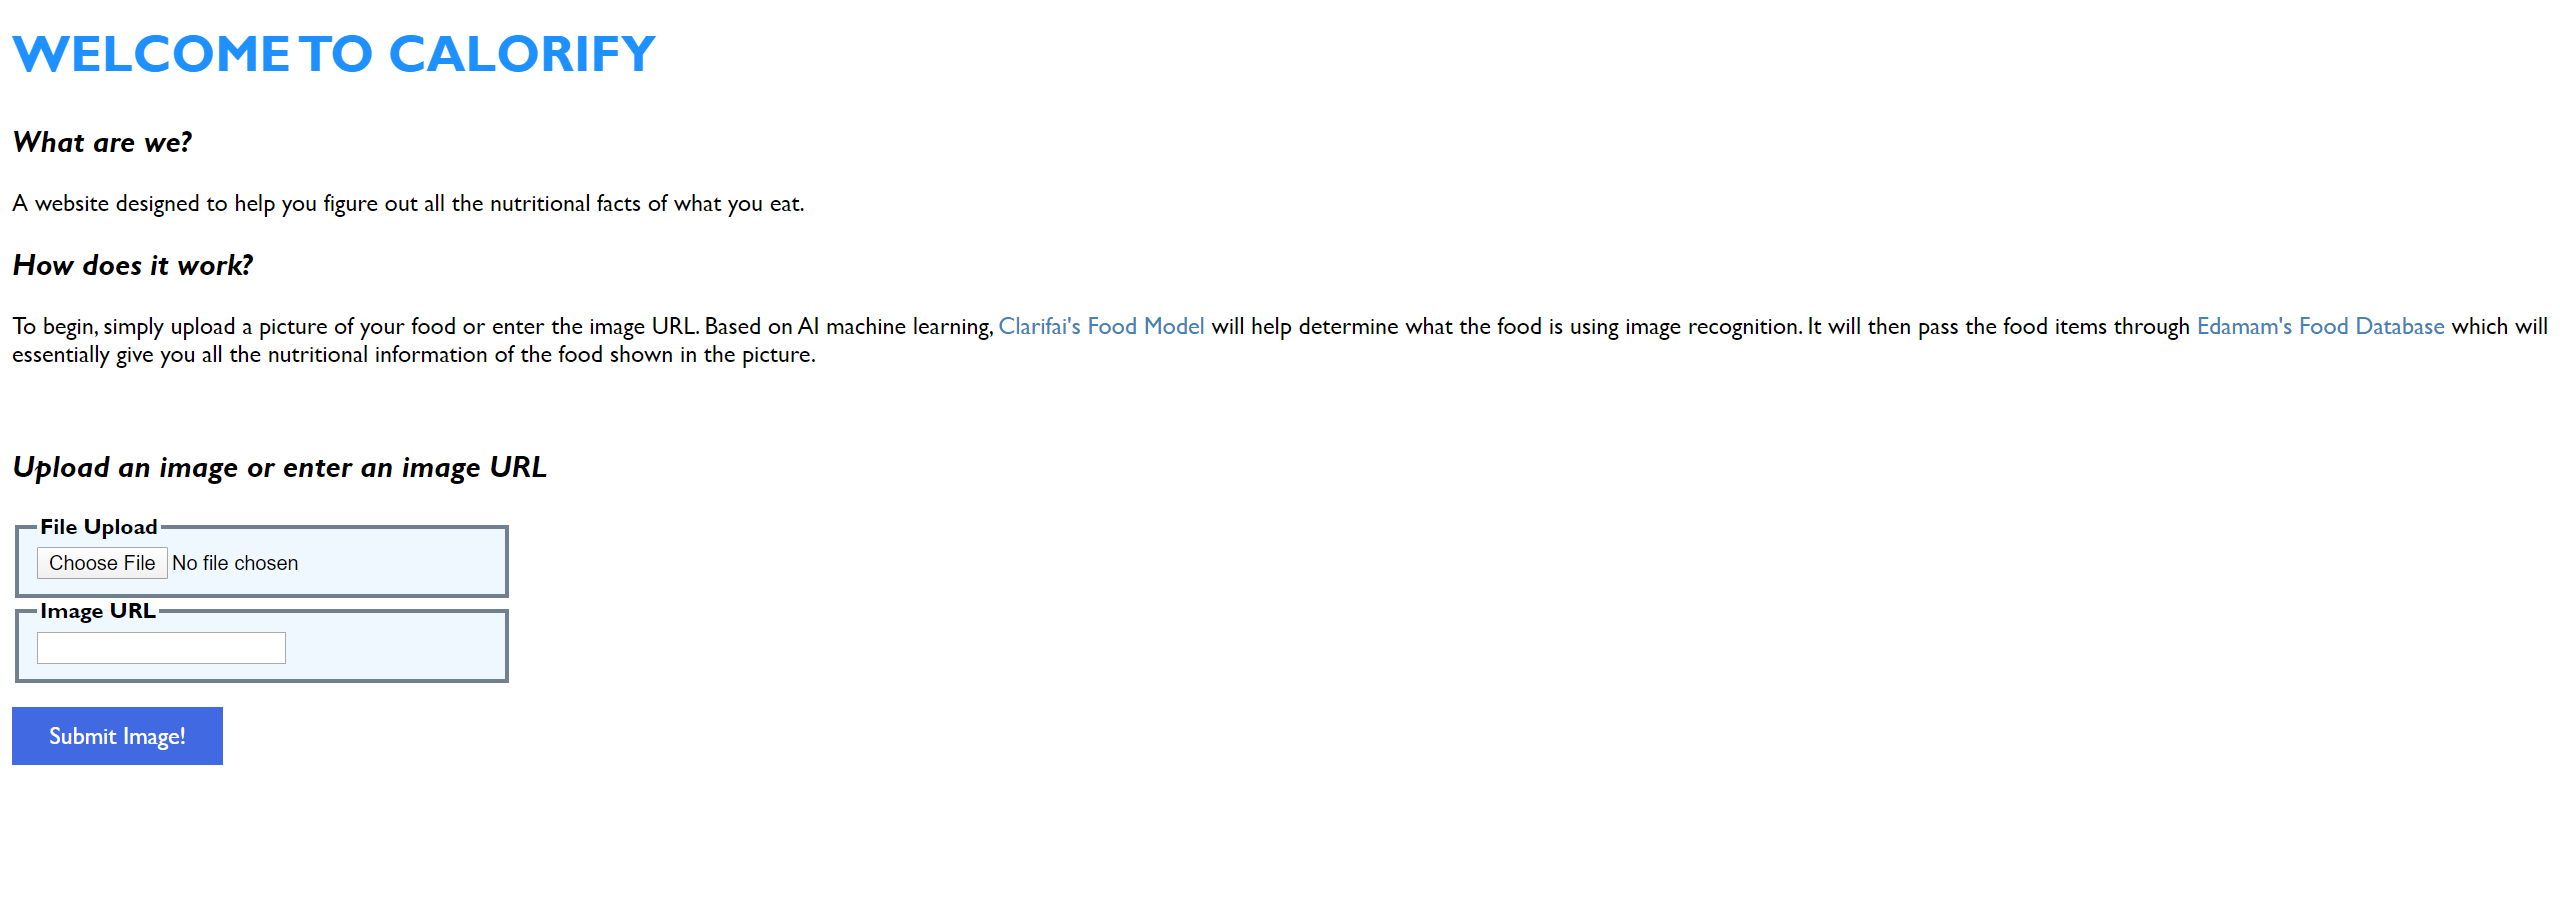 WELCOME TO CALORIFY
What are we?
A website designed to help you figure out all the nutritional facts of what you eat.
How does it work?
To begin, simply upload a picture of your food or enter the image URL. Based on AI machine learning, Clarifai's Food Model will help determine what the food is using image recognition. It will then pass the food items through Edamam's Food Database which will
essentially give you all the nutritional information of the food shown in the picture.
Upload an image or enter an image URL
File Upload
Choose File No file chosen
Image URL
Submit Image!